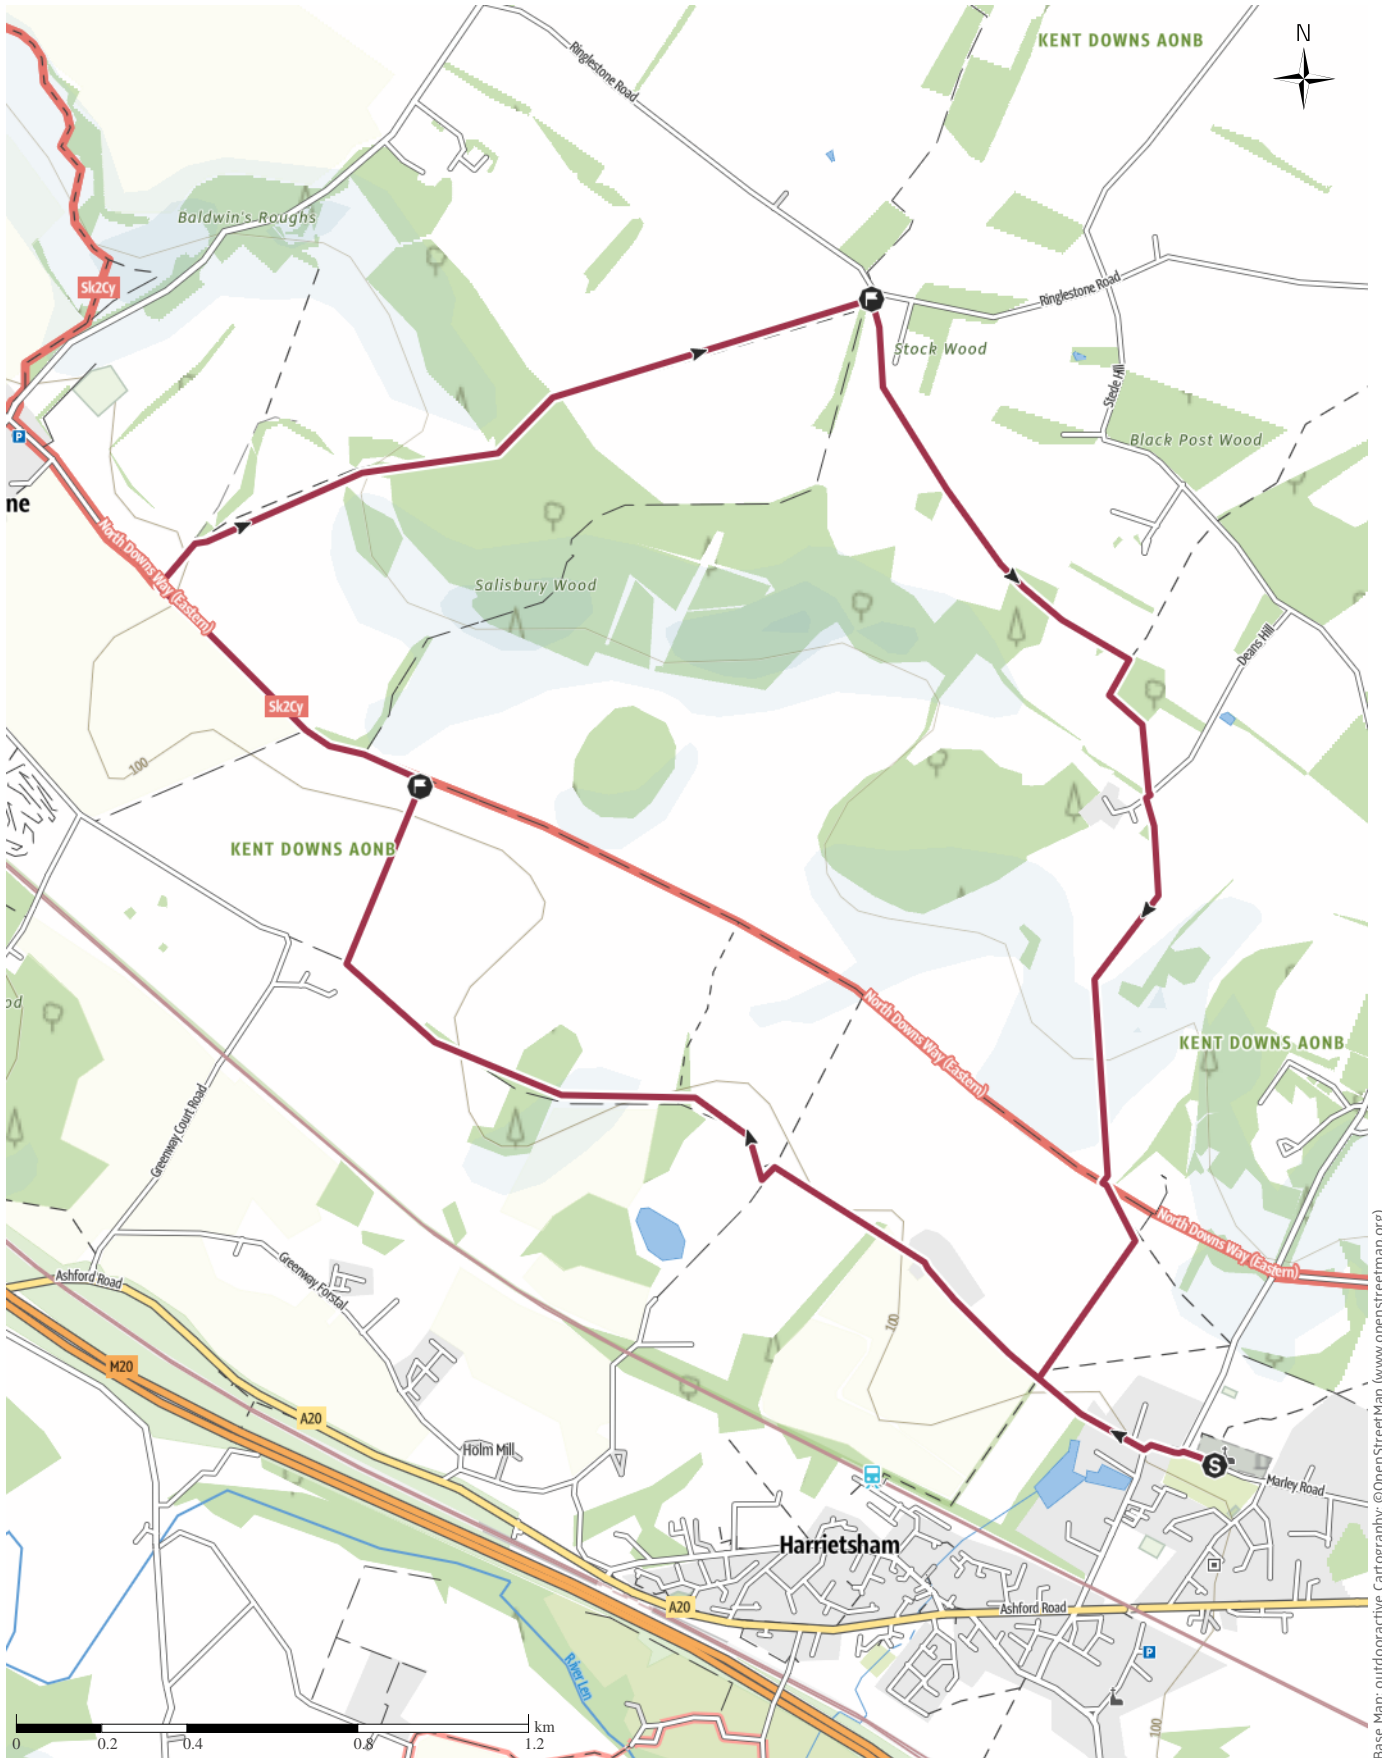 KENT DOWNS AONB
N
Ringlestone Road
Baldwin's Roughs
Sk2Cy
Ringlestone Road
Stock Wood
Stede Hill
Black Post Wood
P
ne
North Downs Way (Eastern)
Salisbury Wood
Deans Hill
Sk2Cy
100
KENT DOWNS AONB
od
North Downs Way (Eastern)
KENT DOWNS AONB
Greenway Court Road
North Downs Way (Eastern)
Ashford Road
Greenway Forstal
100
M20
A20
Holm Mill
S
Marley Road
Harrietsham
A20
Ashford Road
P
River Len
100
km
0
0.2
0.4
0.8
1.2
Base Map: outdooractive Cartography; ©OpenStreetMap (www.openstreetmap.org)